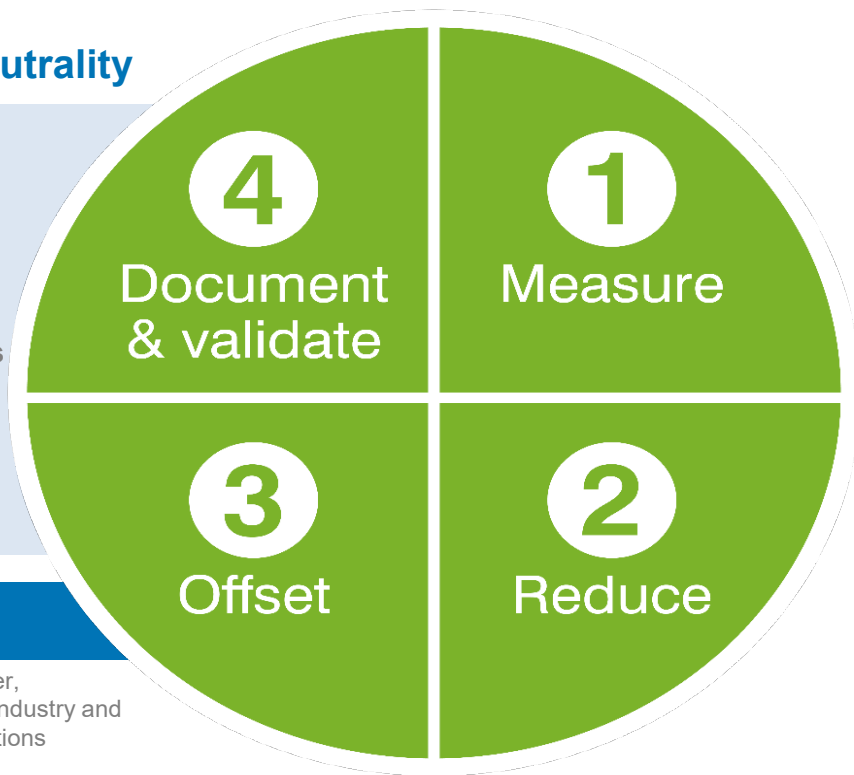 utrality
4
Document
& validate
1
Measure
s
3
Offset
2
Reduce
er,
ndustry and
tions